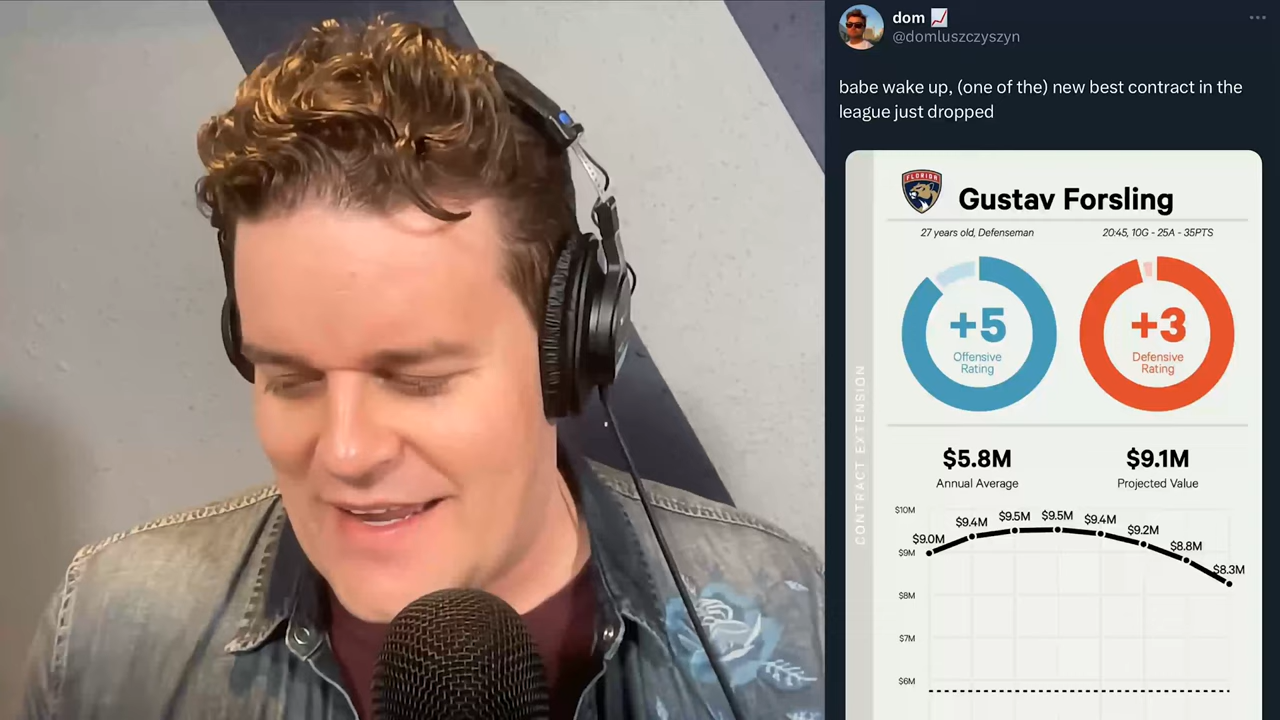 dom 📈
@domluszczyszyn
babe wake up, (one of the) new best contract in the
league just dropped
FLORIDA
Gustav Forsling
27 years old, Defenseman
20:45, 10G - 25A - 35PTS
+5
Offensive
Rating
+3
Defensive
Rating
CONTRACT EXTENSION
$5.8M
Annual Average
$9.1M
Projected Value
$10M
$9M
$8M
$7M
$6M
$9.0M
$9.4M
$9.5M
$9.5M
$9.4M
$9.2M
$8.8M
$8.3M